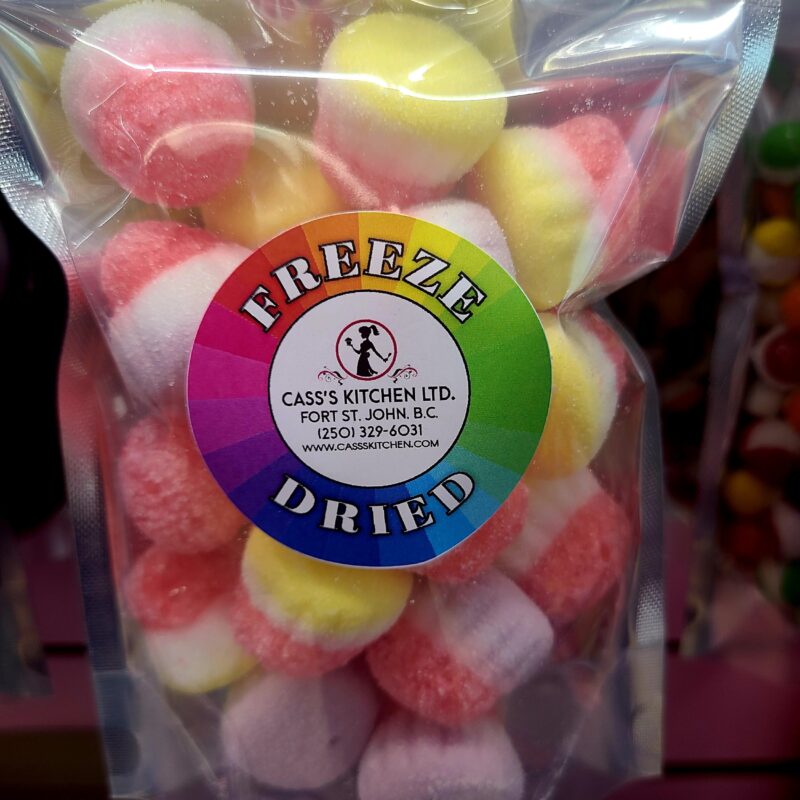 FREEZE
CASS'S KITCHEN LTD.
FORT ST. JOHN, B.C.
(250) 329-6031
WWW.CASSSKITCHEN.COM
DRIED